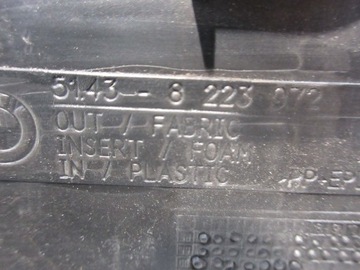 5143 - 8 223 972
OUT / FABRIC
INSERT / FOAM
IN / PLASTIC